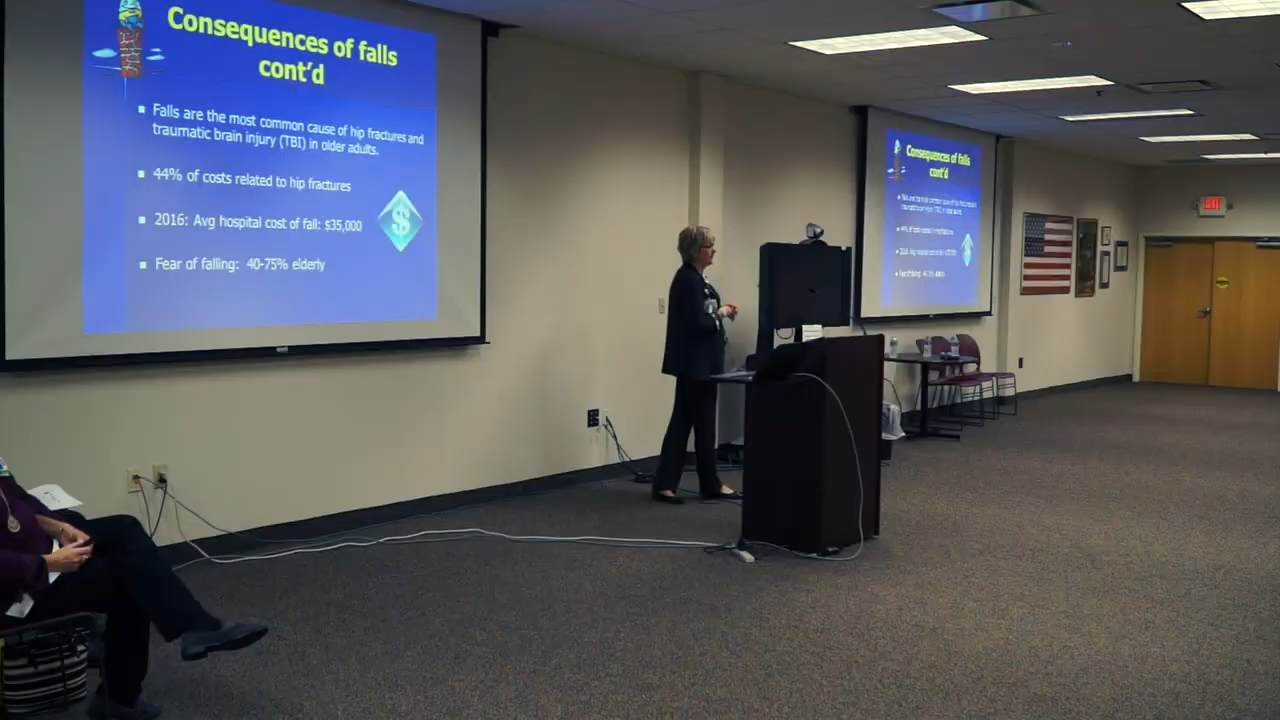 Consequences of falls
cont'd
▪ Falls are the most common cause of hip fractures and
traumatic brain injury (TBI) in older adults.
▪ 44% of costs related to hip fractures
▪ 2016: Avg hospital cost of fall: $35,000
$
▪ Fear of falling: 40-75% elderly
Consequences of falls
cont'd
$
EXIT